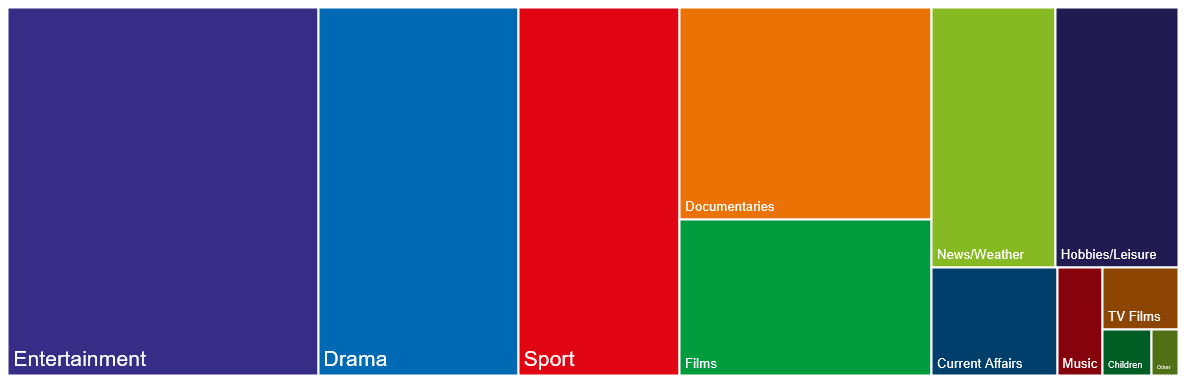 Entertainment
Drama
Sport
Documentaries
Films
News/Weather
Hobbies/Leisure
Current Affairs
Music
TV Films
Children
Other